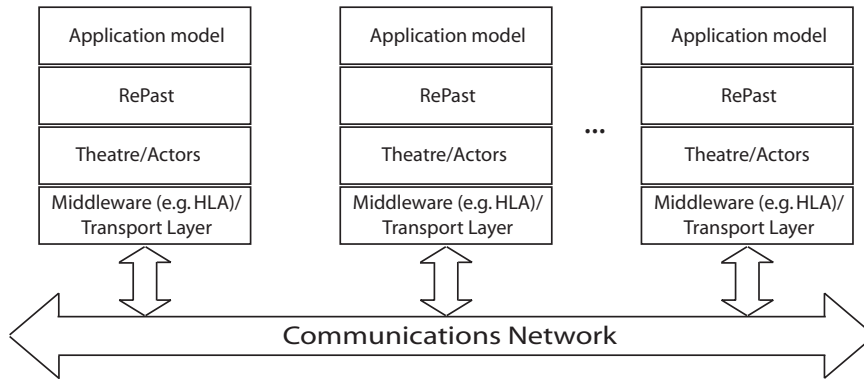 Application model
RePast
Theatre/Actors
Middleware (e.g. HLA)/
Transport Layer
Application model
RePast
Theatre/Actors
Middleware (e.g. HLA)/
Transport Layer
...
Application model
RePast
Theatre/Actors
Middleware (e.g. HLA)/
Transport Layer
Communications Network